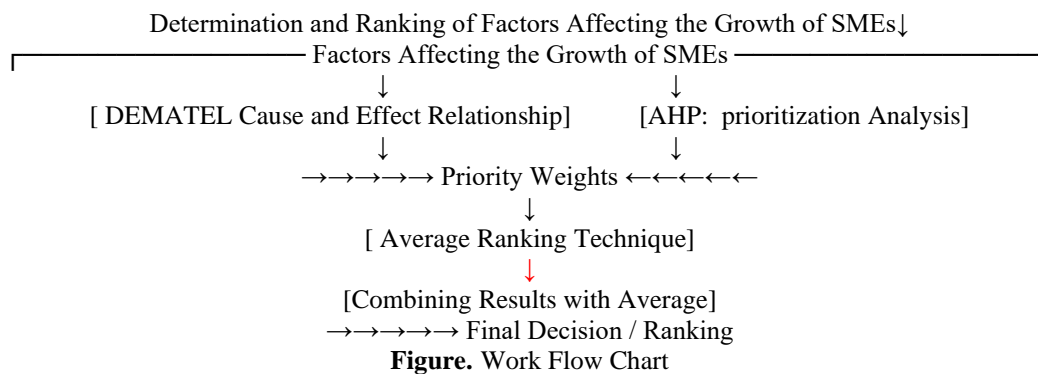 Determination and Ranking of Factors Affecting the Growth of SMEs↓
Factors Affecting the Growth of SMEs
↓ ↓
[ DEMATEL Cause and Effect Relationship] [AHP: prioritization Analysis]
↓ ↓
→→→→→ Priority Weights ←←←←←
↓
[ Average Ranking Technique]
↓
[Combining Results with Average]
→→→→→ Final Decision / Ranking
Figure. Work Flow Chart